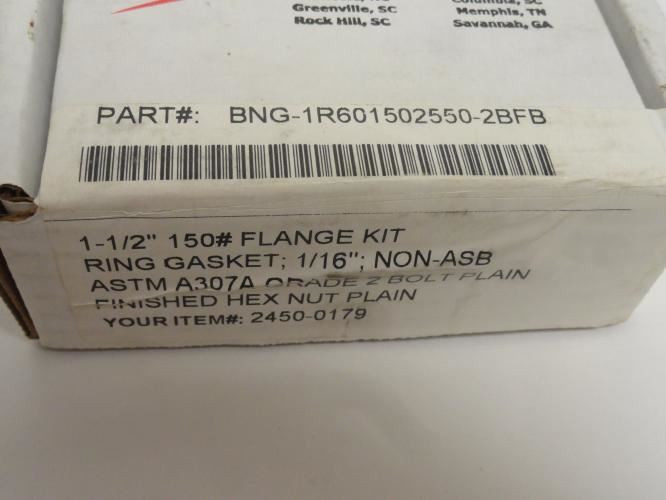 Greenville, SC
Rock Hill, SC
Columbia, SC
Memphis, TN
Savannah, GA
PART#: BNG-1R601502550-2BFB
1-1/2" 150# FLANGE KIT
RING GASKET; 1/16"; NON-ASB
ASTM A307A GRADE 2 BOLT PLAIN
FINISHED HEX NUT PLAIN
YOUR ITEM#: 2450-0179